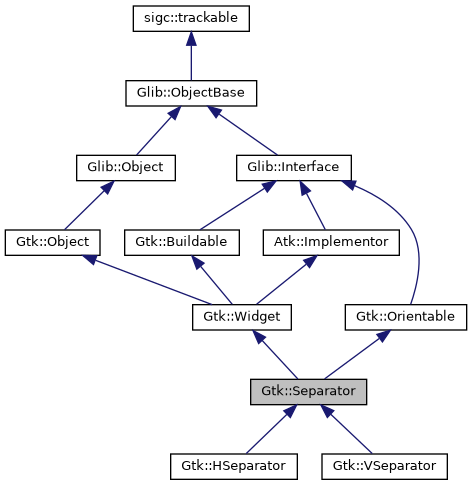 sigc::trackable
Glib::ObjectBase
Glib::Object
Glib::Interface
Gtk::Object
Gtk::Buildable
Atk::Implementor
Gtk::Widget
Gtk::Orientable
Gtk::Separator
Gtk::HSeparator
Gtk::VSeparator